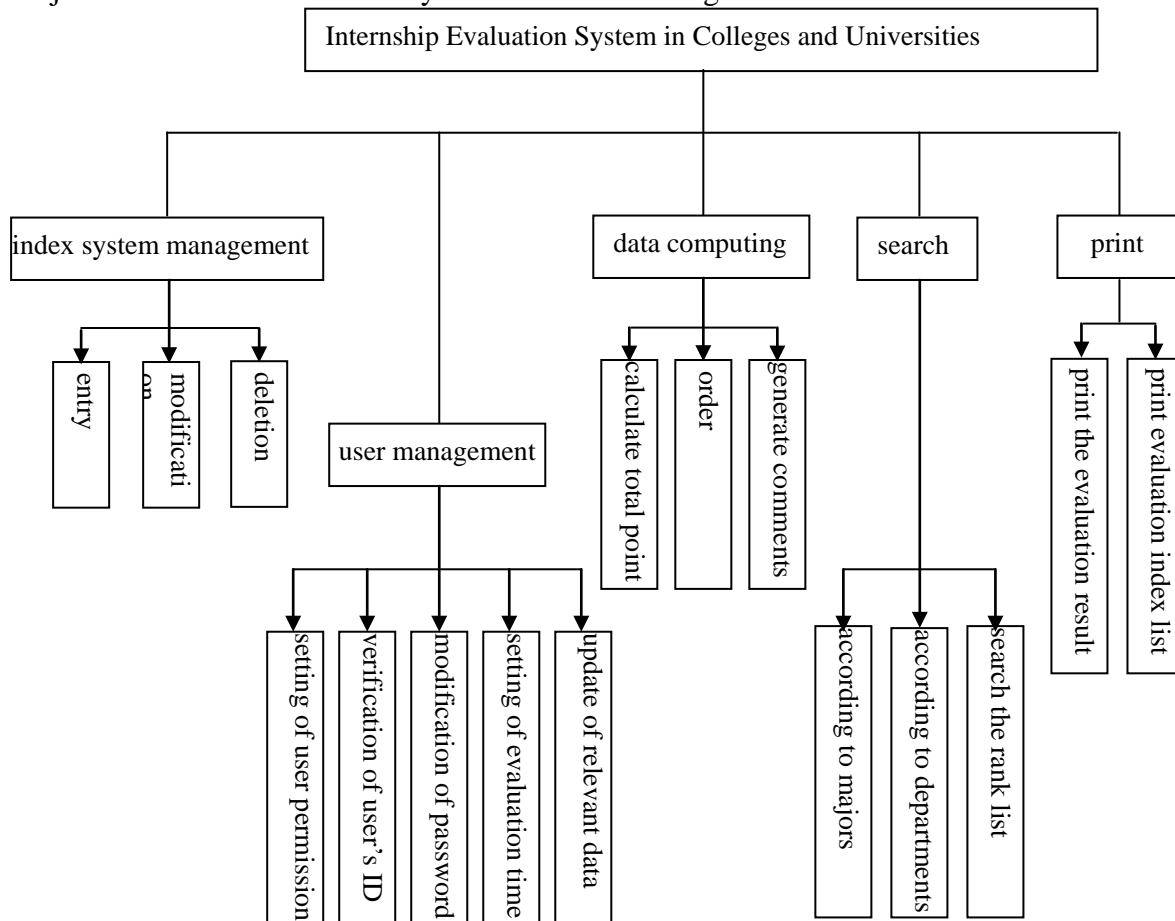 Internship Evaluation System in Colleges and Universities
index system management
data computing
search
print
entry
modificati
on
deletion
user management
calculate total point
order
generate comments
print the evaluation result
print evaluation index list
setting of user permission
verification of user's ID
modification of password
setting of evaluation time
update of relevant data
according to majors
according to departments
search the rank list